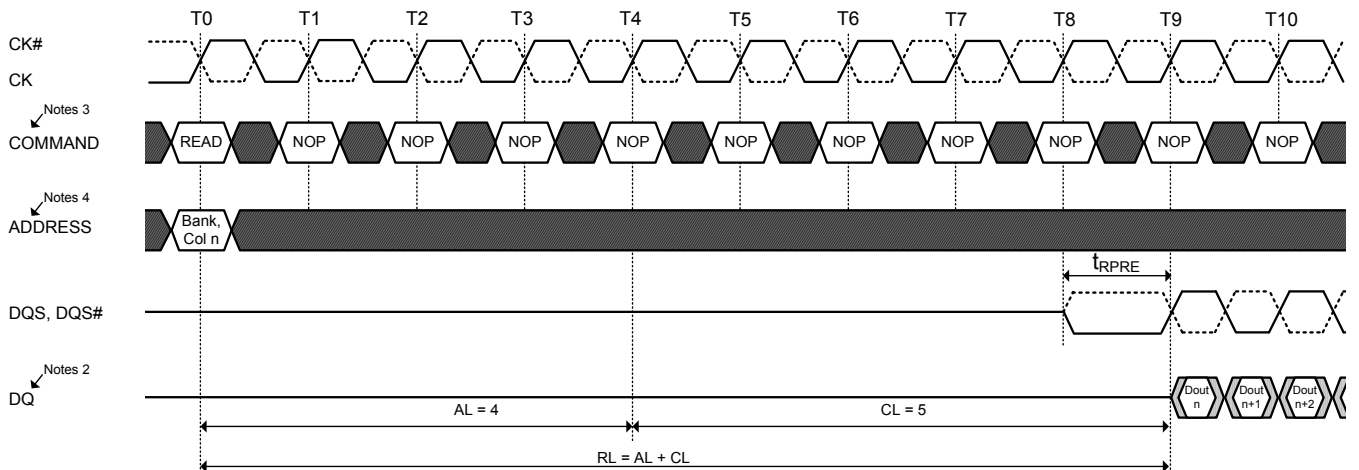 T0 T1 T2 T3 T4 T5 T6 T7 T8 T9 T10
CK#
CK
Notes 3
COMMAND READ NOP NOP NOP NOP NOP NOP NOP NOP NOP NOP
Notes 4
ADDRESS
Bank,
Col n
tRPRE
DQS, DQS#
Notes 2
DQ
Dout
n
Dout
n+1
Dout
n+2
AL = 4
CL = 5
RL = AL + CL